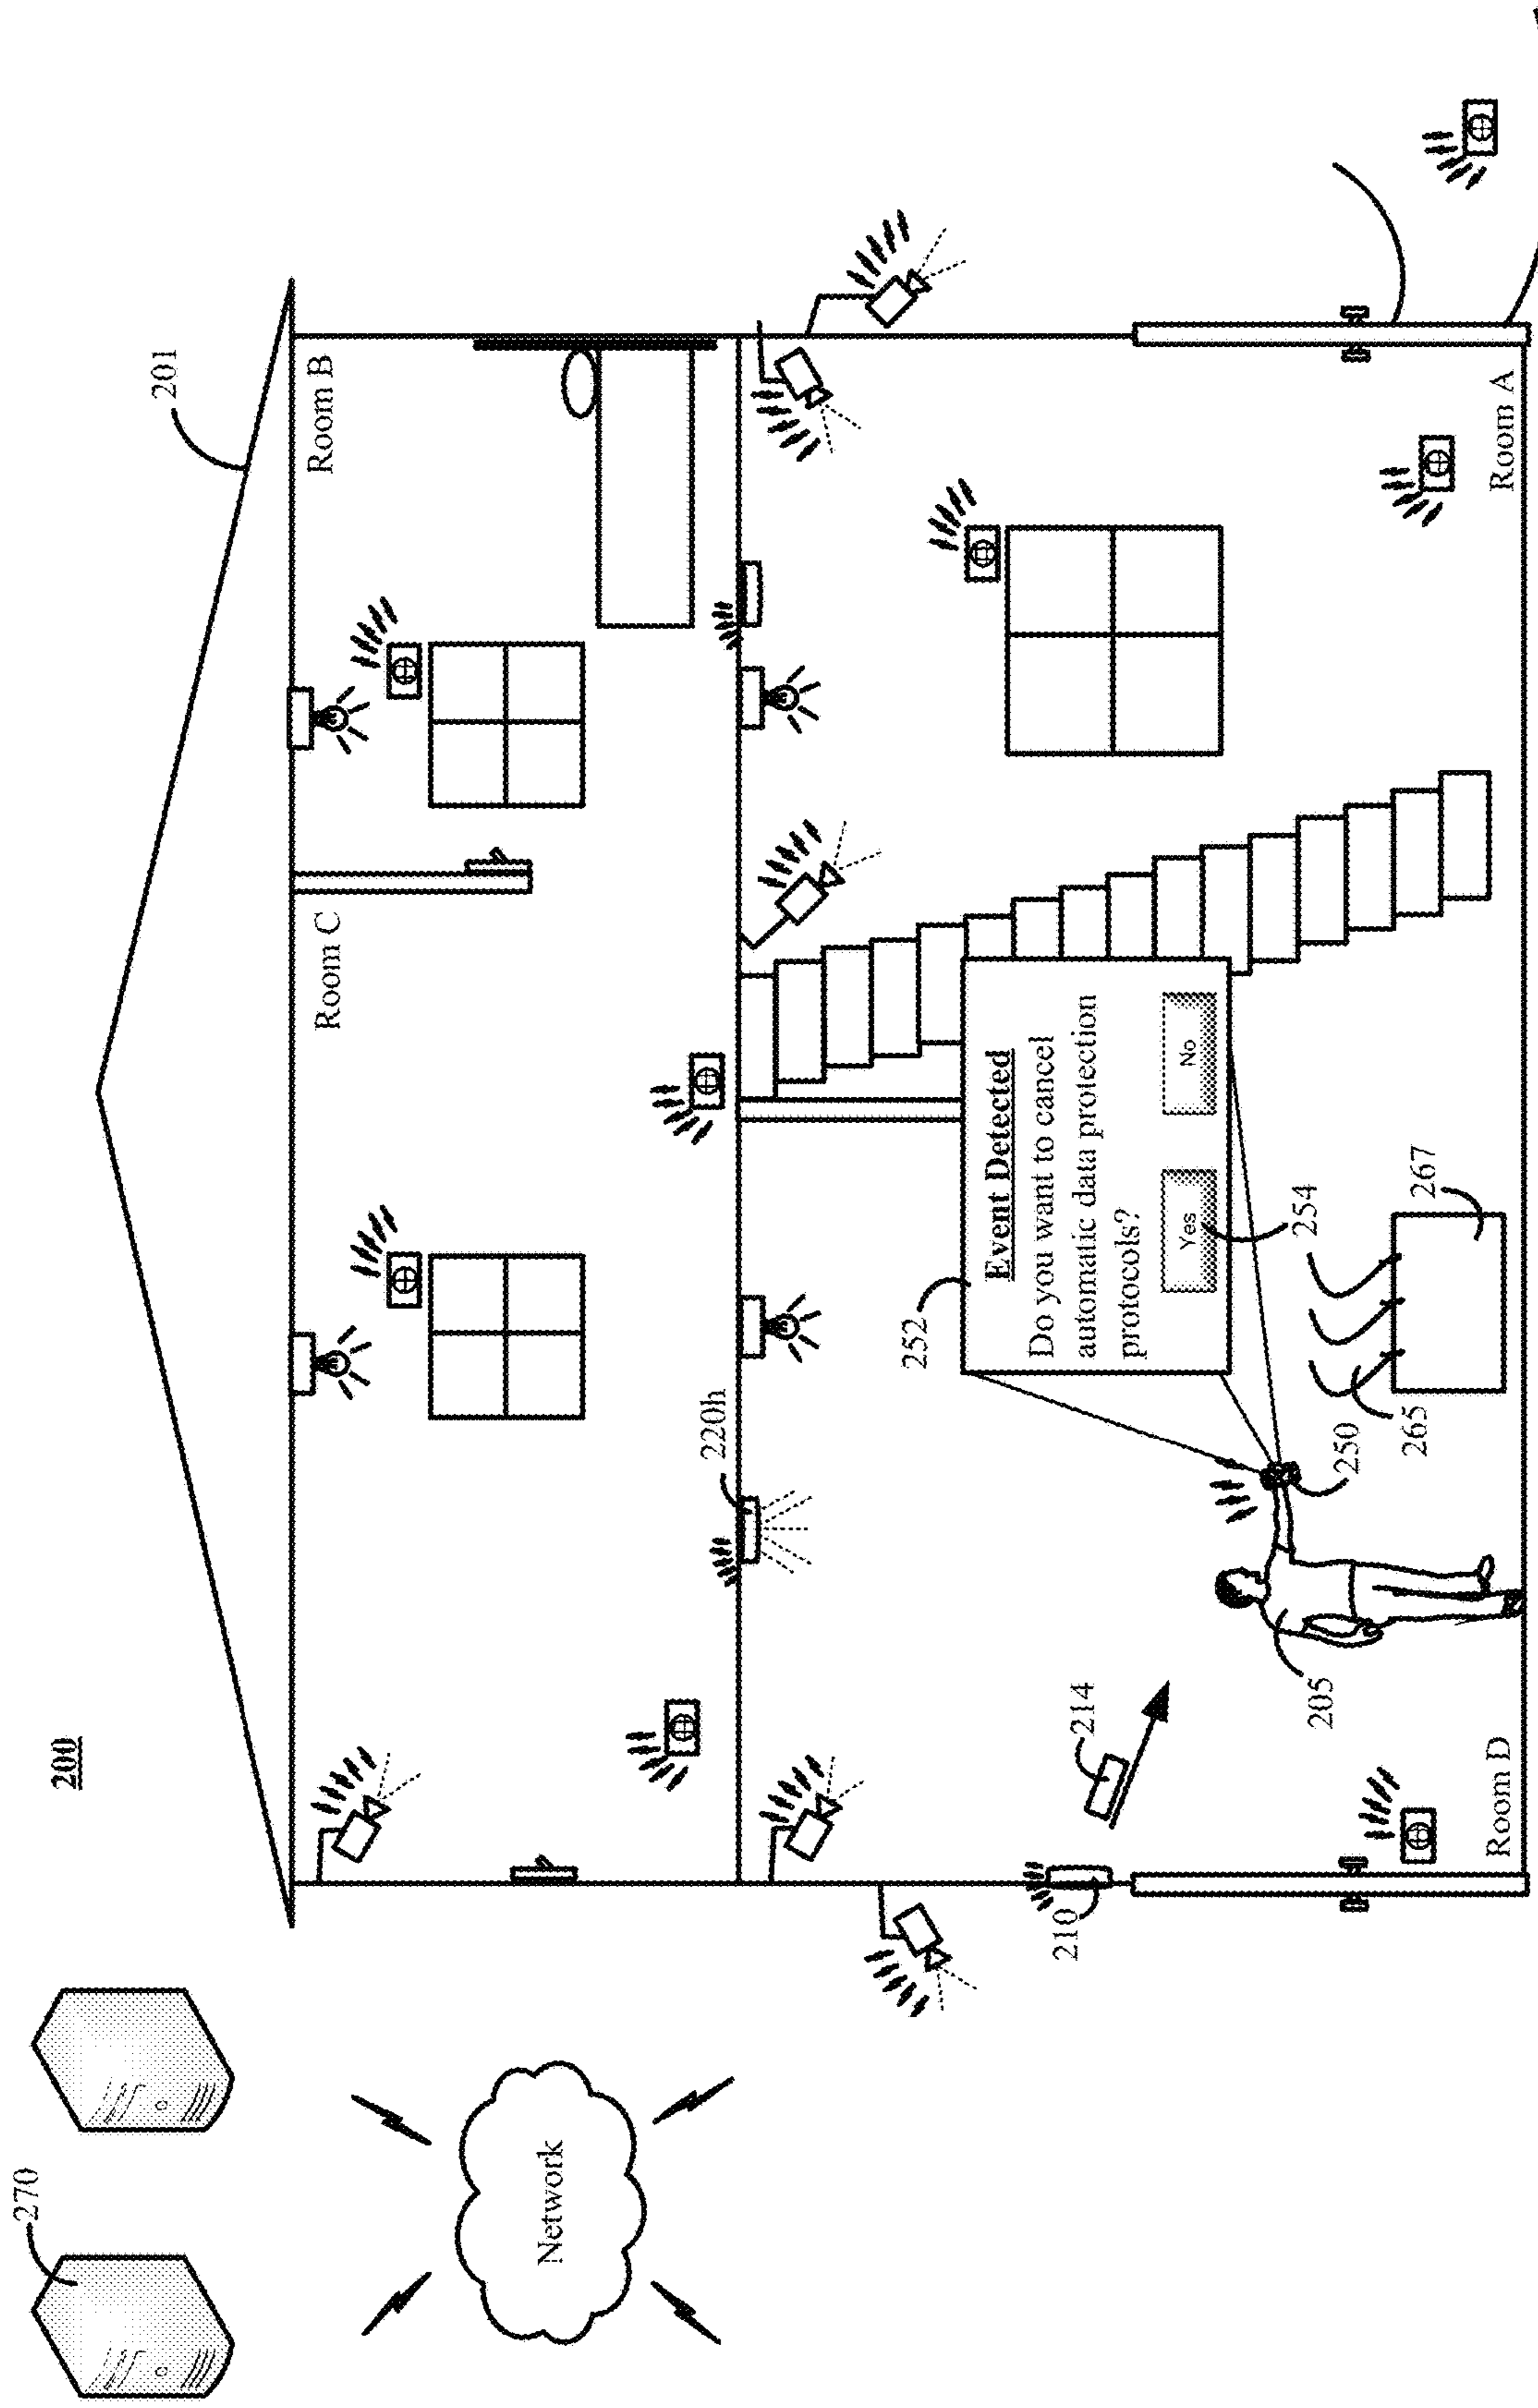 200
270
201
Room C
Room B
Network
220h
252
Event Detected
Do you want to cancel
automatic data protection
protocols?
Yes
No
210
214
254
250
265
267
205
Room D
Room A